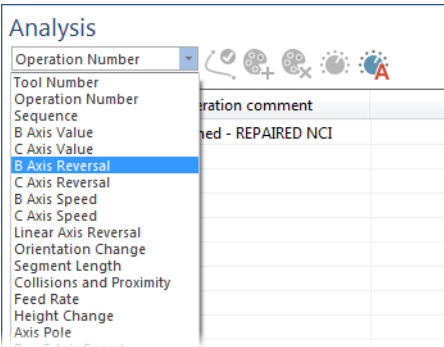 Analysis
Operation Number
Tool Number
Operation Number
Sequence
B Axis Value
C Axis Value
B Axis Reversal
C Axis Reversal
B Axis Speed
C Axis Speed
Linear Axis Reversal
Orientation Change
Segment Length
Collisions and Proximity
Feed Rate
Height Change
Axis Pole
eration comment
ned - REPAIRED NCI
A